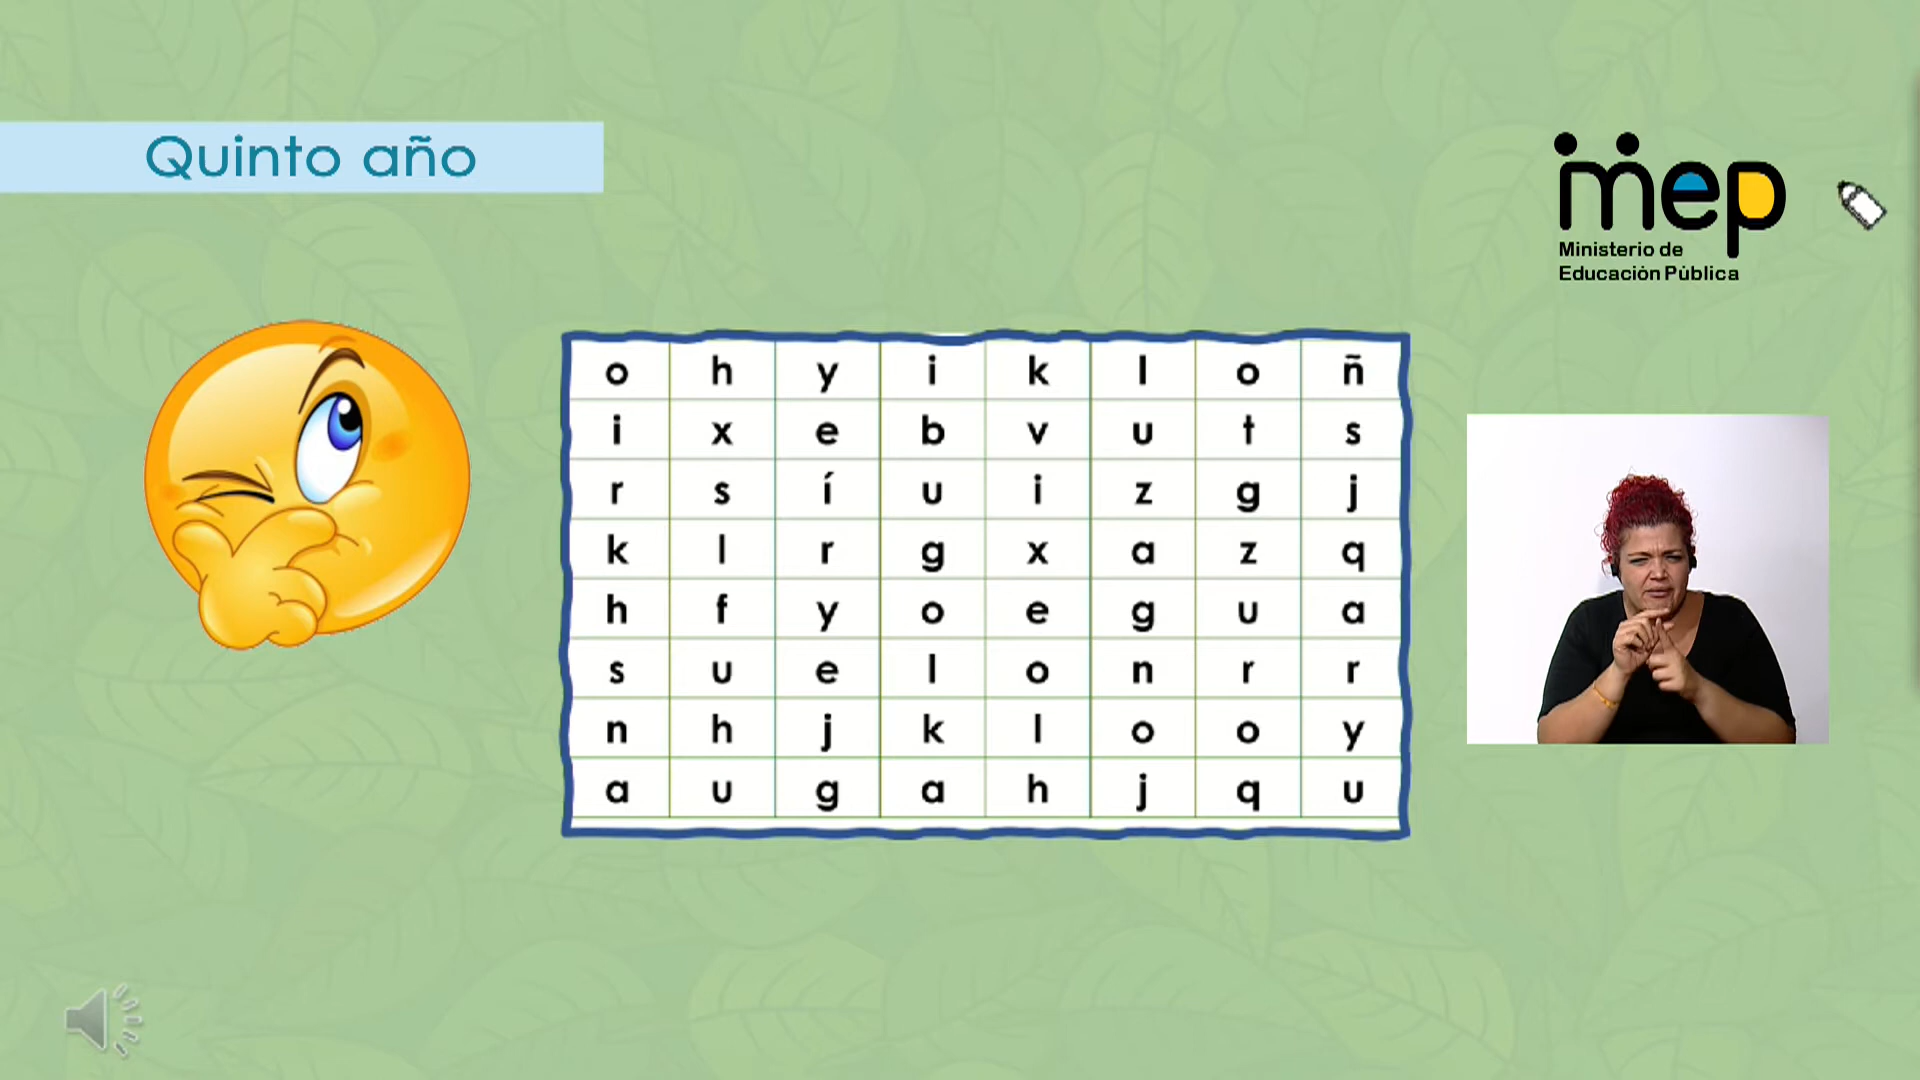 Quinto año
mep
Ministerio de
Educación Pública
o h y i k l o ñ
i x e b v u t s
r s í u i z g j
k l r g x a z q
h f y o e g u a
s u e l o n r r
n h j k l o o y
a u g a h j q u